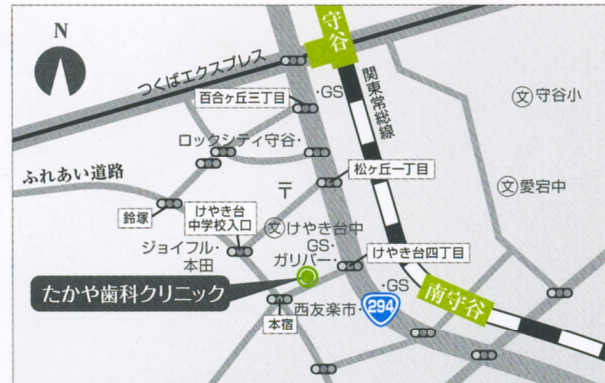 N
守谷
つくばエクスプレス
・GS
関東常総線
文 守谷小
百合ヶ丘三丁目
ロックシティ守谷・
松ヶ丘一丁目
ふれあい道路
〒
文 愛宕中
鈴塚
けやき台
中学校入口
文 けやき台中
GS・
ジョイフル・
本田
ガリバー・
けやき台四丁目
たかや歯科クリニック
・GS
南守谷
本宿
西友楽市・
294